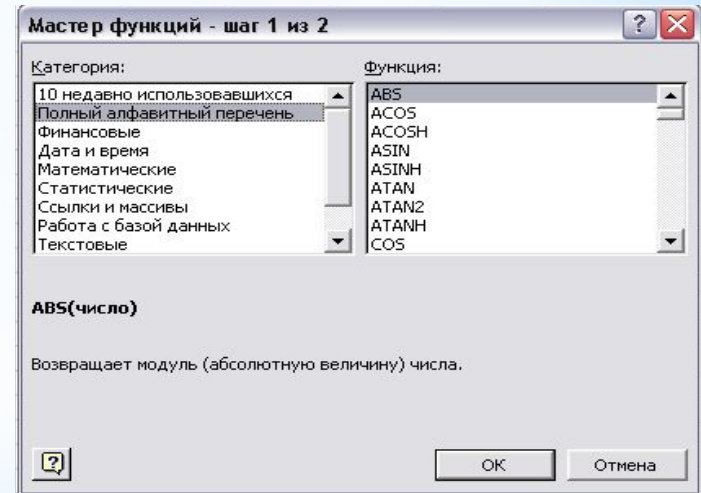 Мастер функций - шаг 1 из 2
Категория:
10 недавно использовавшихся
Полный алфавитный перечень
Финансовые
Дата и время
Математические
Статистические
Ссылки и массивы
Работа с базой данных
Текстовые
Функция:
ABS
ACOS
ACOSH
ASIN
ASINH
ATAN
ATAN2
ATANH
COS
ABS(число)
Возвращает модуль (абсолютную величину) числа.
ОК
Отмена